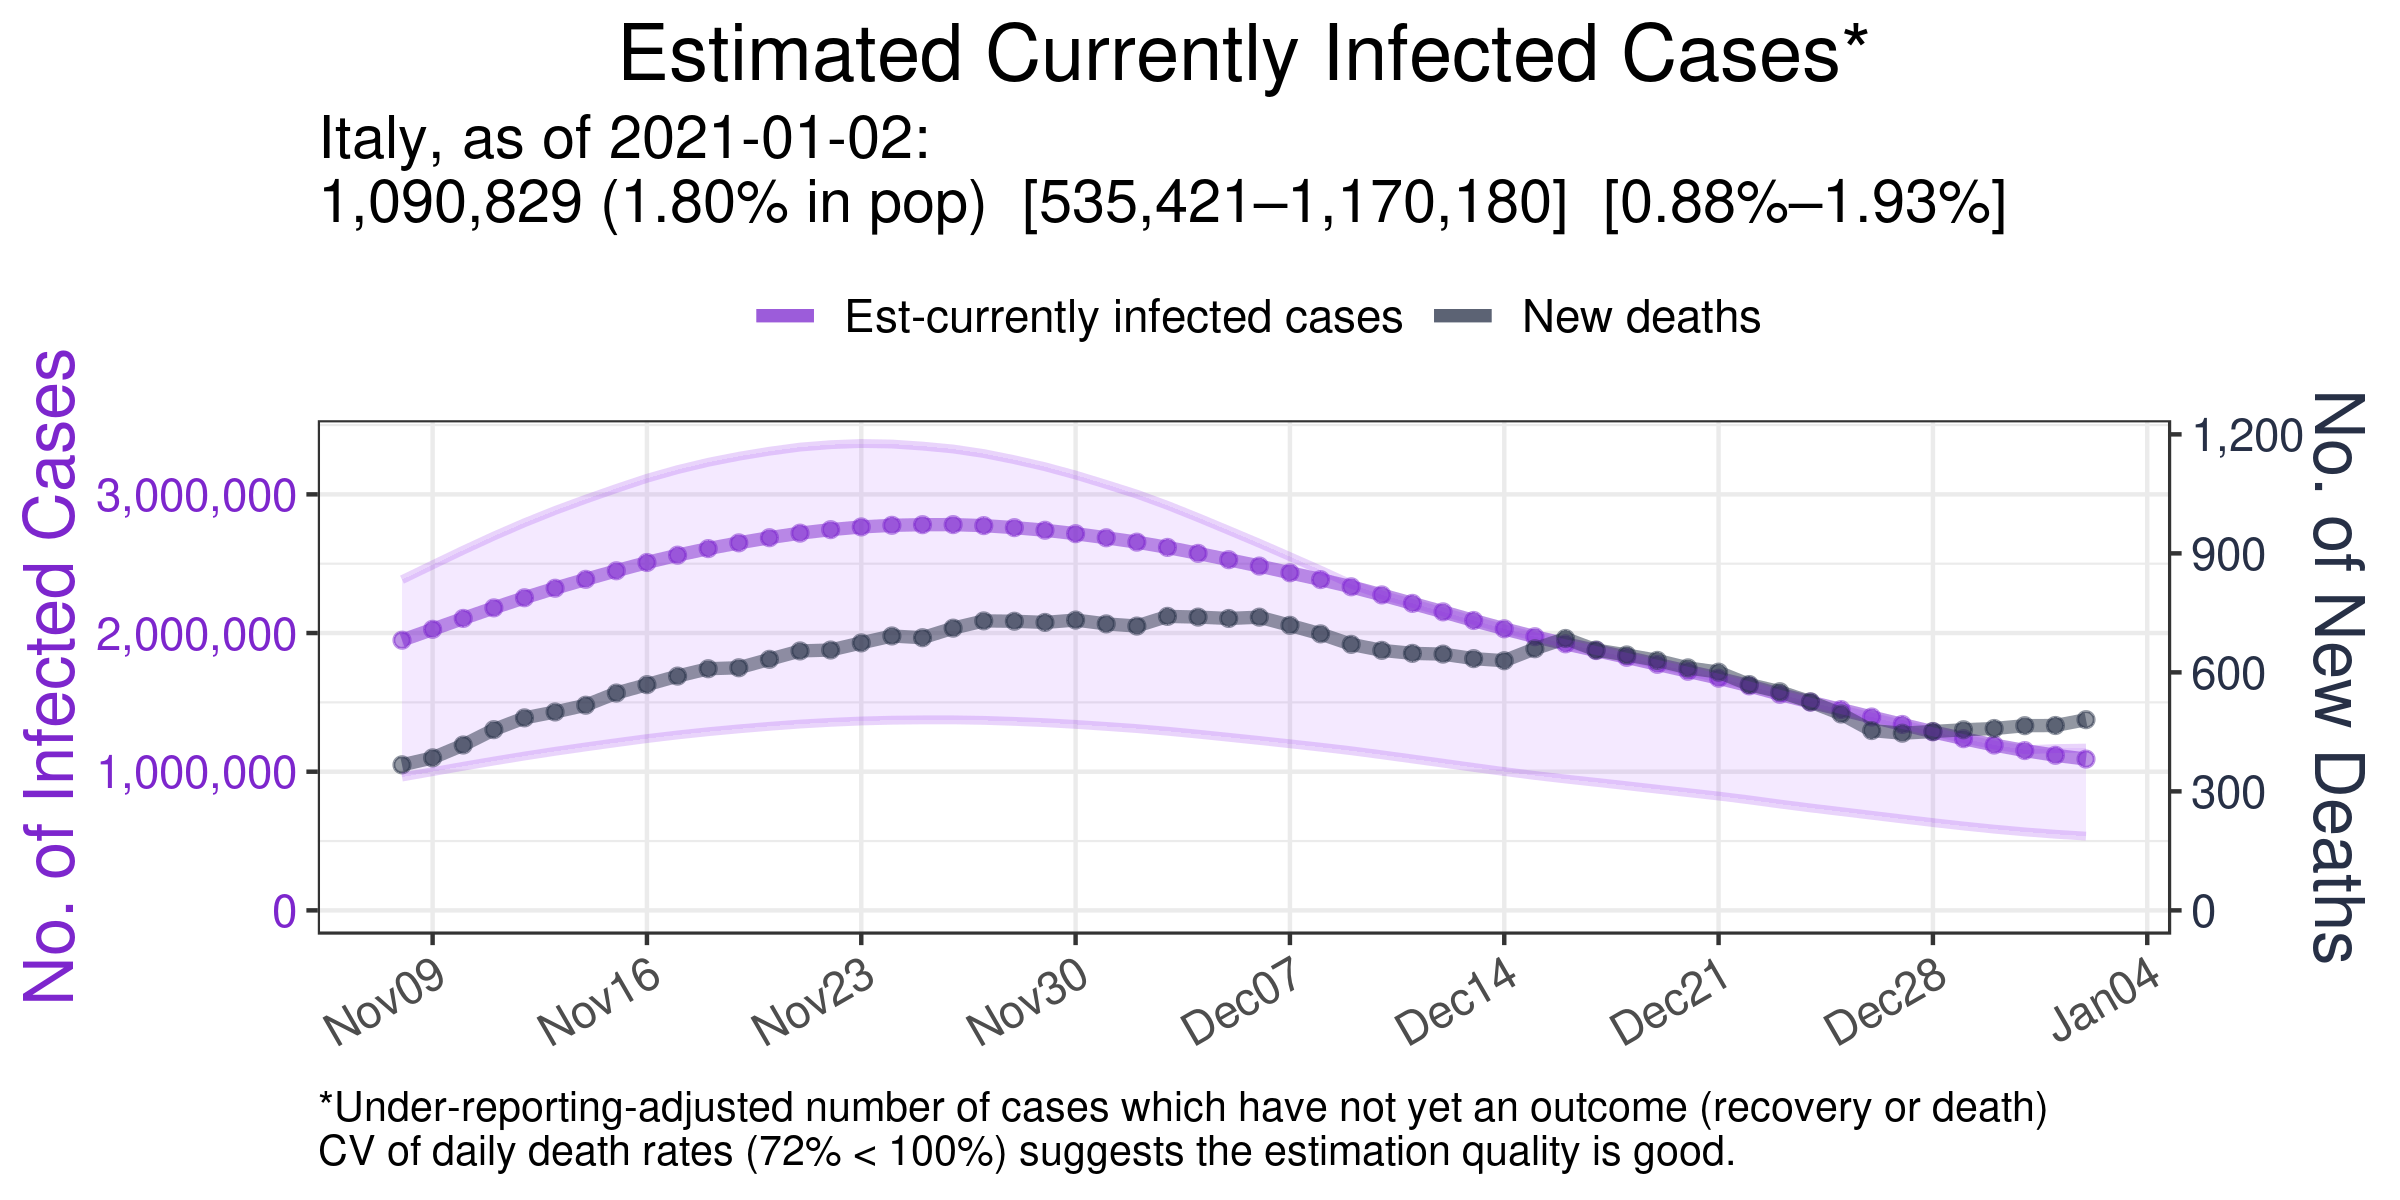 Estimated Currently Infected Cases*
Italy, as of 2021-01-02:
1,090,829 (1.80% in pop)  [535,421–1,170,180]  [0.88%–1.93%]
Est-currently infected cases
New deaths
No. of Infected Cases
3,000,000
2,000,000
1,000,000
0
1,200
900
600
300
0
No. of New Deaths
Nov09
Nov16
Nov23
Nov30
Dec07
Dec14
Dec21
Dec28
Jan04
*Under-reporting-adjusted number of cases which have not yet an outcome (recovery or death)
CV of daily death rates (72% < 100%) suggests the estimation quality is good.